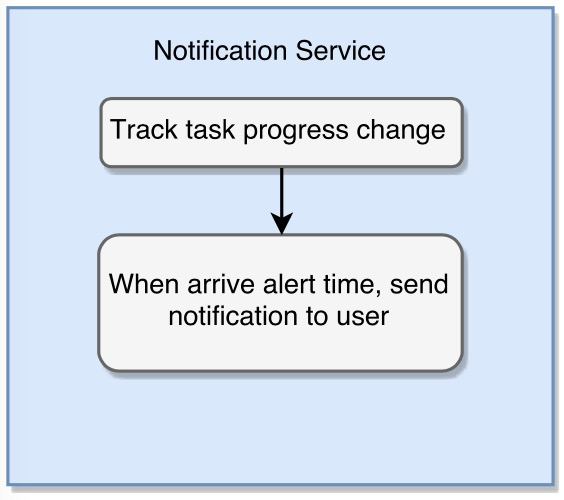 Notification Service
Track task progress change
When arrive alert time, send
notification to user